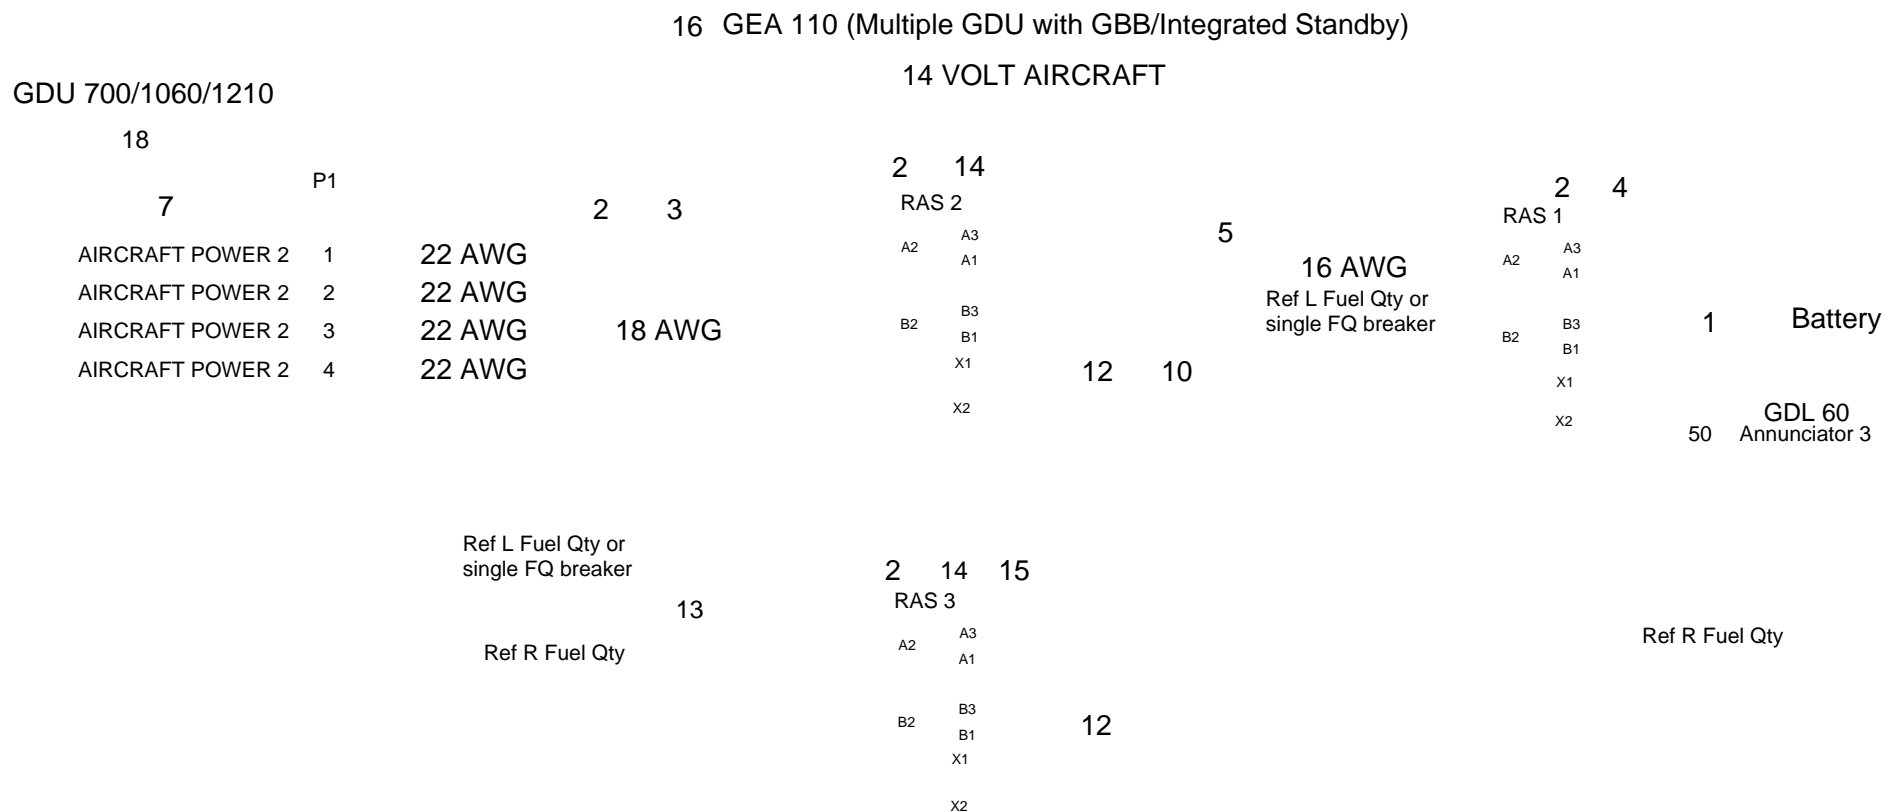 16 GEA 110 (Multiple GDU with GBB/Integrated Standby)
14 VOLT AIRCRAFT
GDU 700/1060/1210
18
P1
7
2 3
AIRCRAFT POWER 2 1 22 AWG
AIRCRAFT POWER 2 2 22 AWG
AIRCRAFT POWER 2 3 22 AWG 18 AWG
AIRCRAFT POWER 2 4 22 AWG
2 14
RAS 2
A3
A2
A1
B3
B2
B1
X1
X2
5
16 AWG
Ref L Fuel Qty or
single FQ breaker
12 10
2 4
RAS 1
A3
A2
A1
B3
B2
B1
X1
X2
1 Battery
GDL 60
50 Annunciator 3
Ref L Fuel Qty or
single FQ breaker
13
Ref R Fuel Qty
2 14 15
RAS 3
A3
A2
A1
B3
B2
B1
X1
X2
12
Ref R Fuel Qty